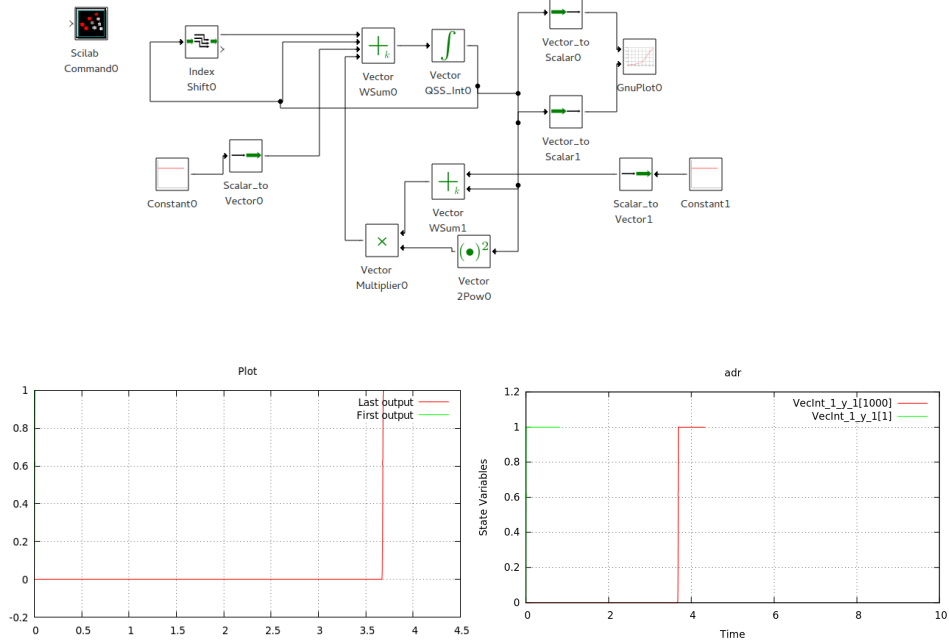 Scilab
Command0
Index
Shift0
Vector
WSum0
+k
Vector
QSS_Int0
∫
Vector_to
Scalar0
GnuPlot0
Vector_to
Scalar1
Constant0
Scalar_to
Vector0
+k
Vector
WSum1
Scalar_to
Vector1
Constant1
×
Vector
Multiplier0
(•)²
Vector
2Pow0
Plot
Last output
First output
1
0.8
0.6
0.4
0.2
0
-0.2
0 0.5 1 1.5 2 2.5 3 3.5 4 4.5
adr
VecInt_1_y_1[1000]
VecInt_1_y_1[1]
State Variables
1.2
1
0.8
0.6
0.4
0.2
0
0 2 4 6 8 10
Time